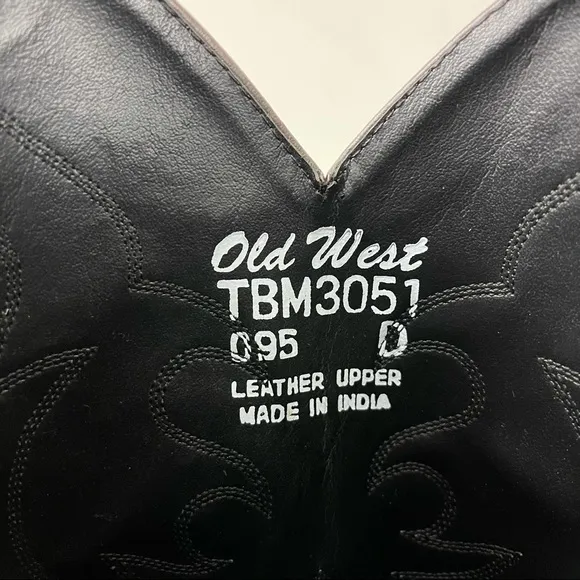 Old West
TBM3051
095 D
LEATHER UPPER
MADE IN INDIA